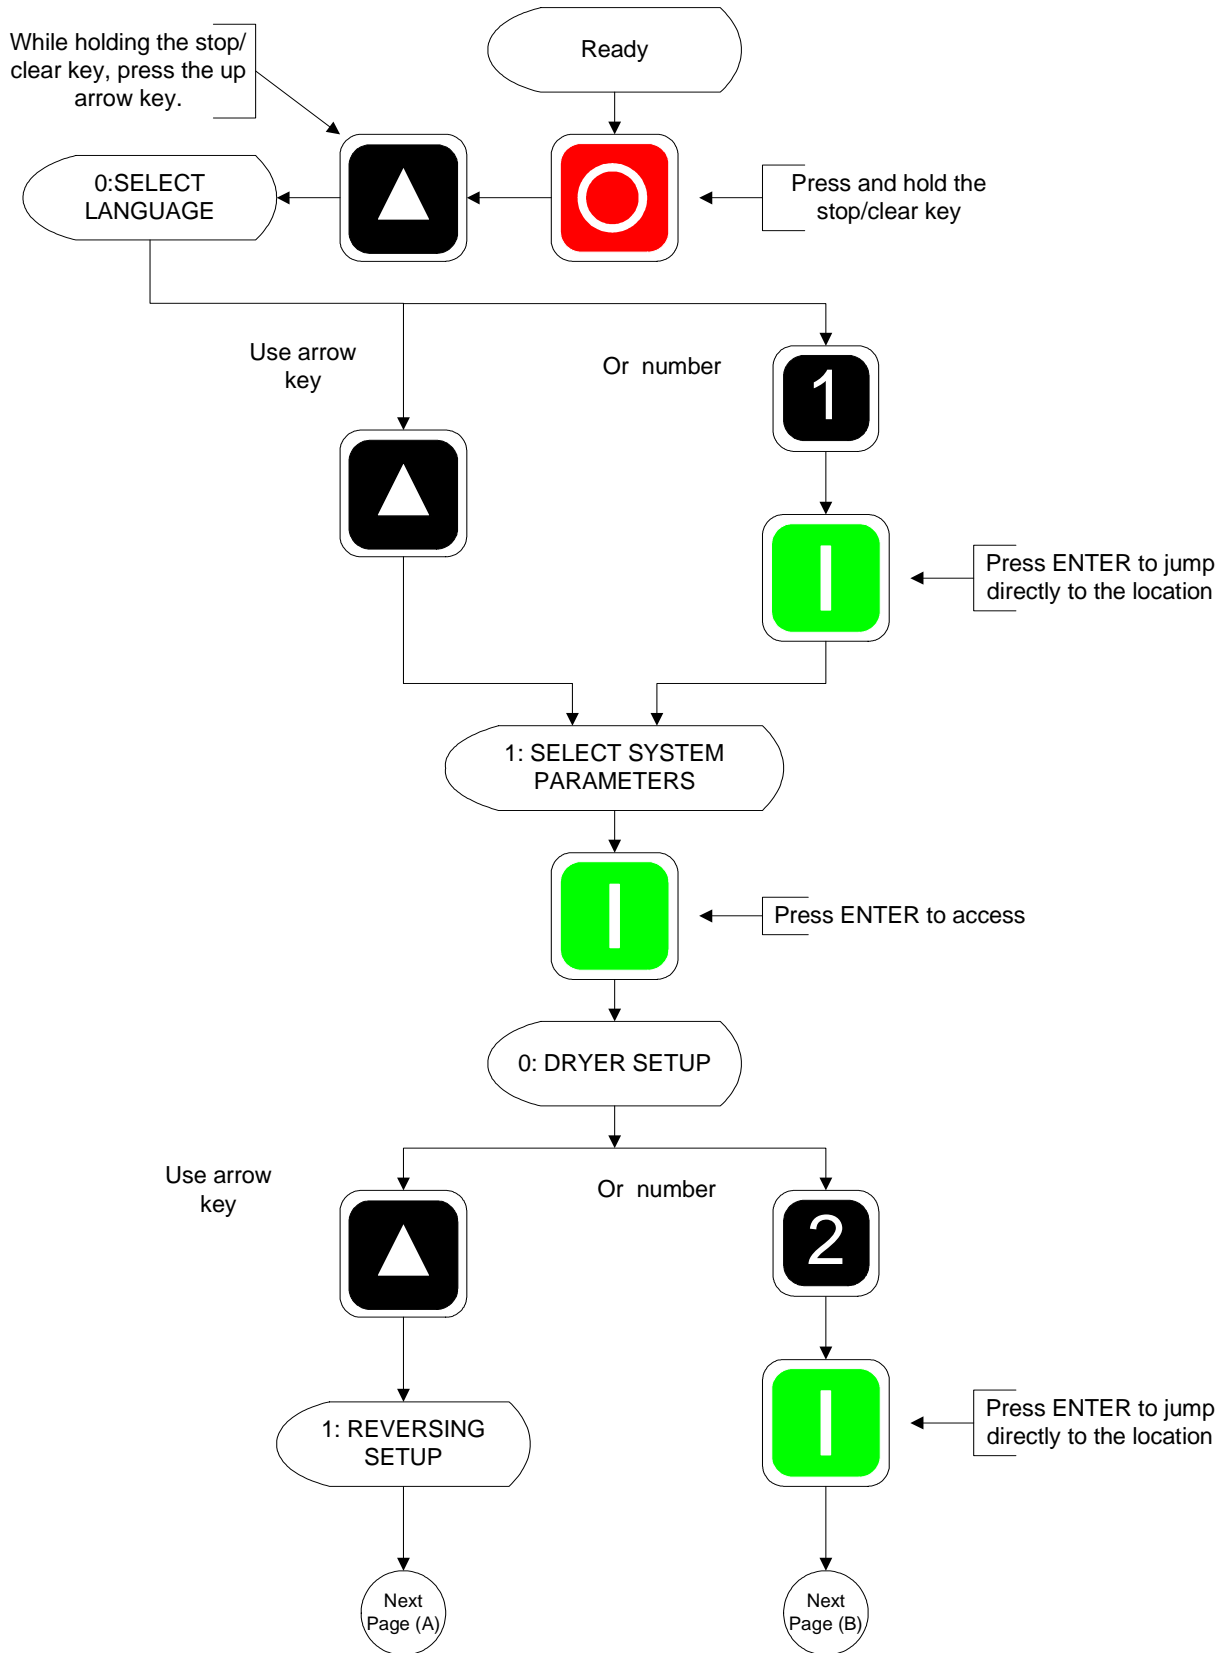 While holding the stop/
clear key, press the up
arrow key.
Ready
0:SELECT
LANGUAGE
Press and hold the
stop/clear key
Use arrow
key
Or number
1
Press ENTER to jump
directly to the location
1: SELECT SYSTEM
PARAMETERS
Press ENTER to access
0: DRYER SETUP
Use arrow
key
Or number
2
1: REVERSING
SETUP
Press ENTER to jump
directly to the location
Next
Page (A)
Next
Page (B)